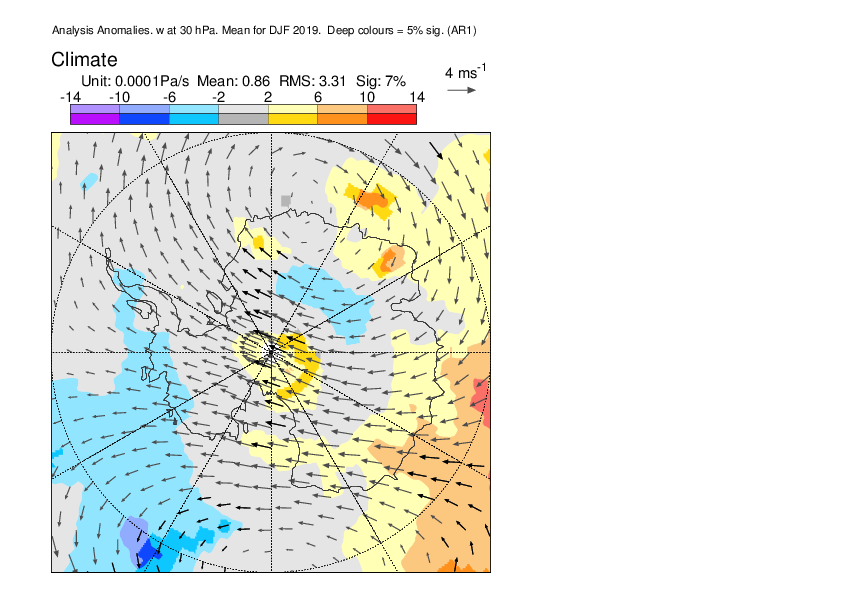 Analysis Anomalies. w at 30 hPa. Mean for DJF 2019. Deep colours = 5% sig. (AR1)
Climate
4 ms-1
Unit: 0.0001Pa/s Mean: 0.86 RMS: 3.31 Sig: 7%
-14 -10 -6 -2 2 6 10 14